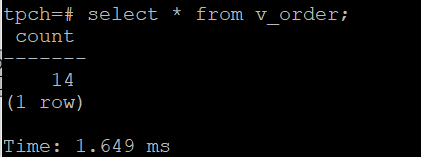 tpch=# select * from v_order;
count
-------
14
(1 row)
Time: 1.649 ms